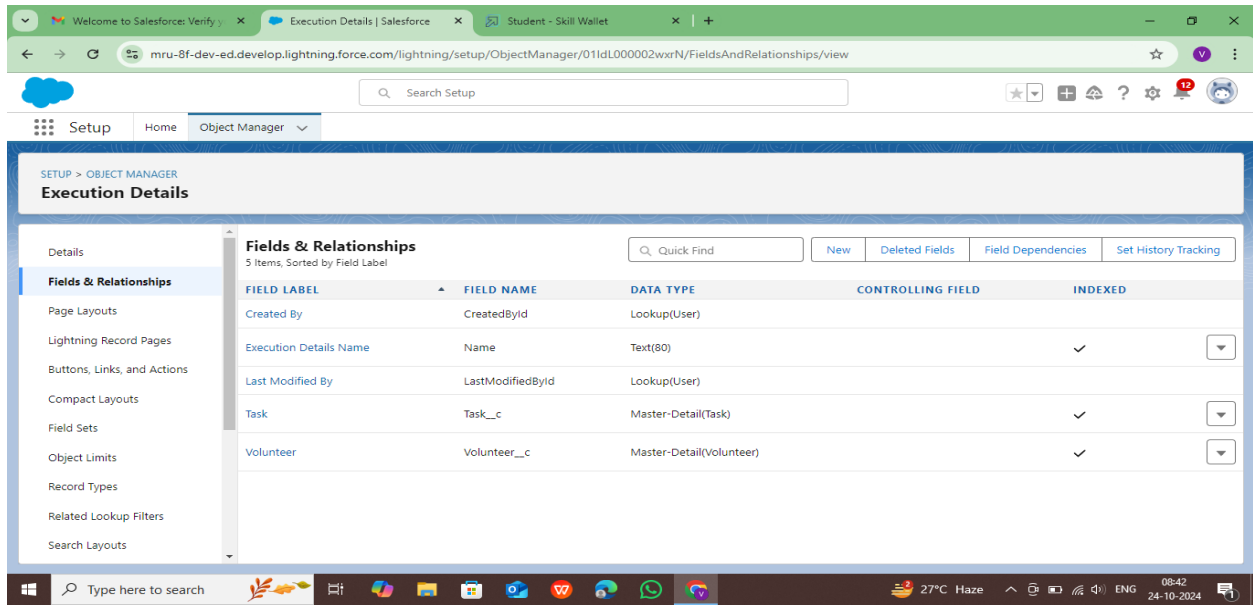 Welcome to Salesforce: Verify y
Execution Details | Salesforce
Student - Skill Wallet
mru-8f-dev-ed.develop.lightning.force.com/lightning/setup/ObjectManager/01IdL000002wxrN/FieldsAndRelationships/view
V
Search Setup
12
Setup
Home
Object Manager
SETUP > OBJECT MANAGER
Execution Details
Details
Fields & Relationships
Page Layouts
Lightning Record Pages
Buttons, Links, and Actions
Compact Layouts
Field Sets
Object Limits
Record Types
Related Lookup Filters
Search Layouts
Fields & Relationships
5 Items, Sorted by Field Label
Quick Find
New
Deleted Fields
Field Dependencies
Set History Tracking
FIELD LABEL FIELD NAME DATA TYPE CONTROLLING FIELD INDEXED
Created By CreatedById Lookup(User)
Execution Details Name Name Text(80)
Last Modified By LastModifiedById Lookup(User)
Task Task__c Master-Detail(Task)
Volunteer Volunteer__c Master-Detail(Volunteer)
Type here to search
27°C Haze
ENG
08:42
24-10-2024